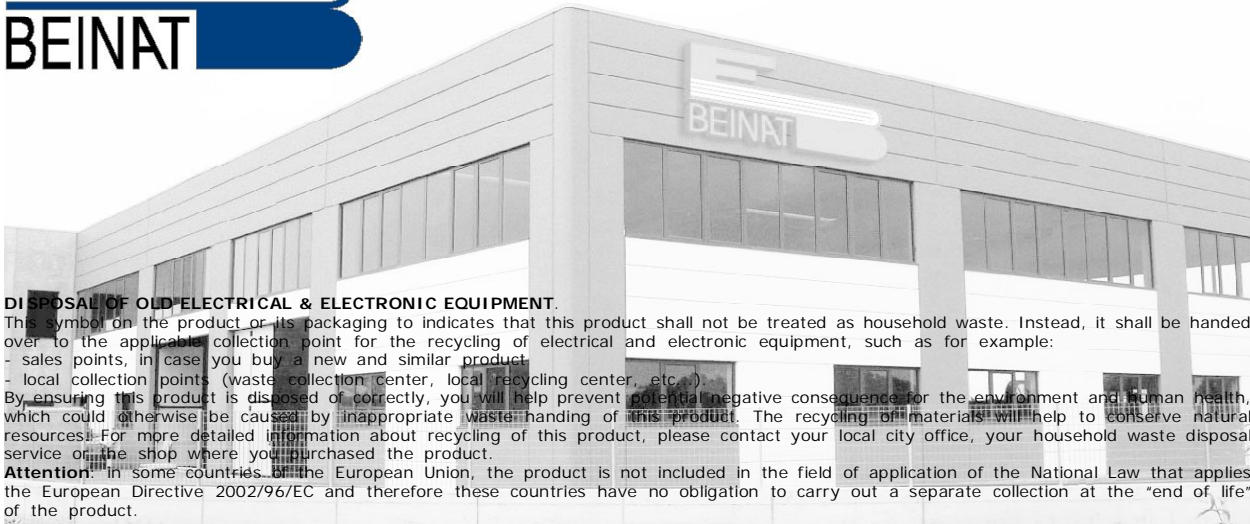 BEINAT
BEINAT
DISPOSAL OF OLD ELECTRICAL & ELECTRONIC EQUIPMENT.
This symbol on the product or its packaging to indicates that this product shall not be treated as household waste. Instead, it shall be handed
over to the applicable collection point for the recycling of electrical and electronic equipment, such as for example:
- sales points, in case you buy a new and similar product
- local collection points (waste collection center, local recycling center, etc...).
By ensuring this product is disposed of correctly, you will help prevent potential negative consequence for the environment and human health,
which could otherwise be caused by inappropriate waste handing of this product. The recycling of materials will help to conserve natural
resources. For more detailed information about recycling of this product, please contact your local city office, your household waste disposal
service or the shop where you purchased the product.
Attention: in some countries of the European Union, the product is not included in the field of application of the National Law that applies
the European Directive 2002/96/EC and therefore these countries have no obligation to carry out a separate collection at the “end of life”
of the product.